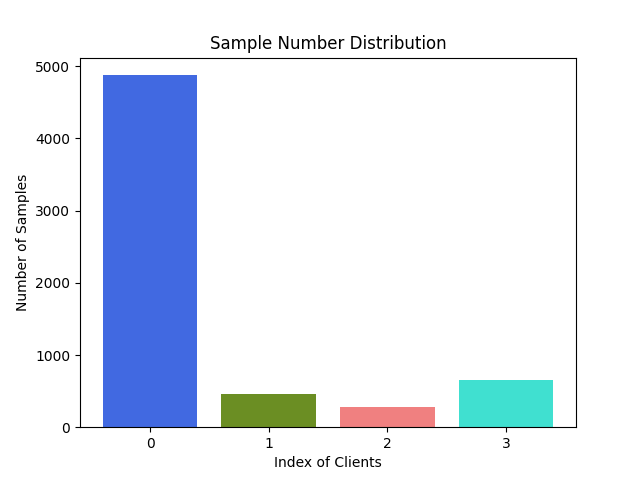 Sample Number Distribution
5000
4000
3000
2000
1000
0
Number of Samples
0 1 2 3
Index of Clients